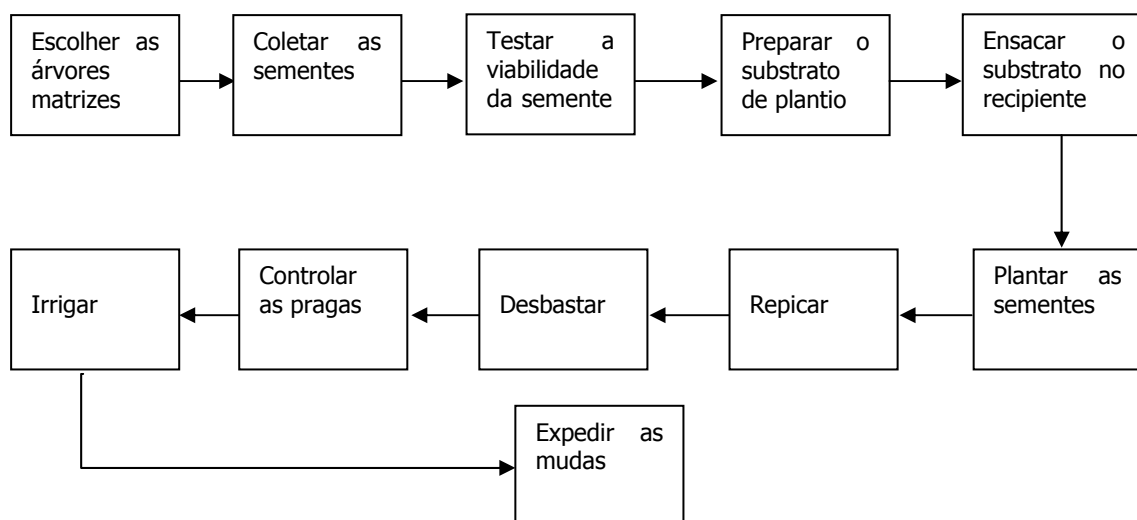 Escolher as
árvores
matrizes
Coletar as
sementes
Testar a
viabilidade
da semente
Preparar o
substrato
de plantio
Ensacar o
substrato no
recipiente
Plantar as
sementes
Repicar
Desbastar
Controlar
as pragas
Irrigar
Expedir as
mudas